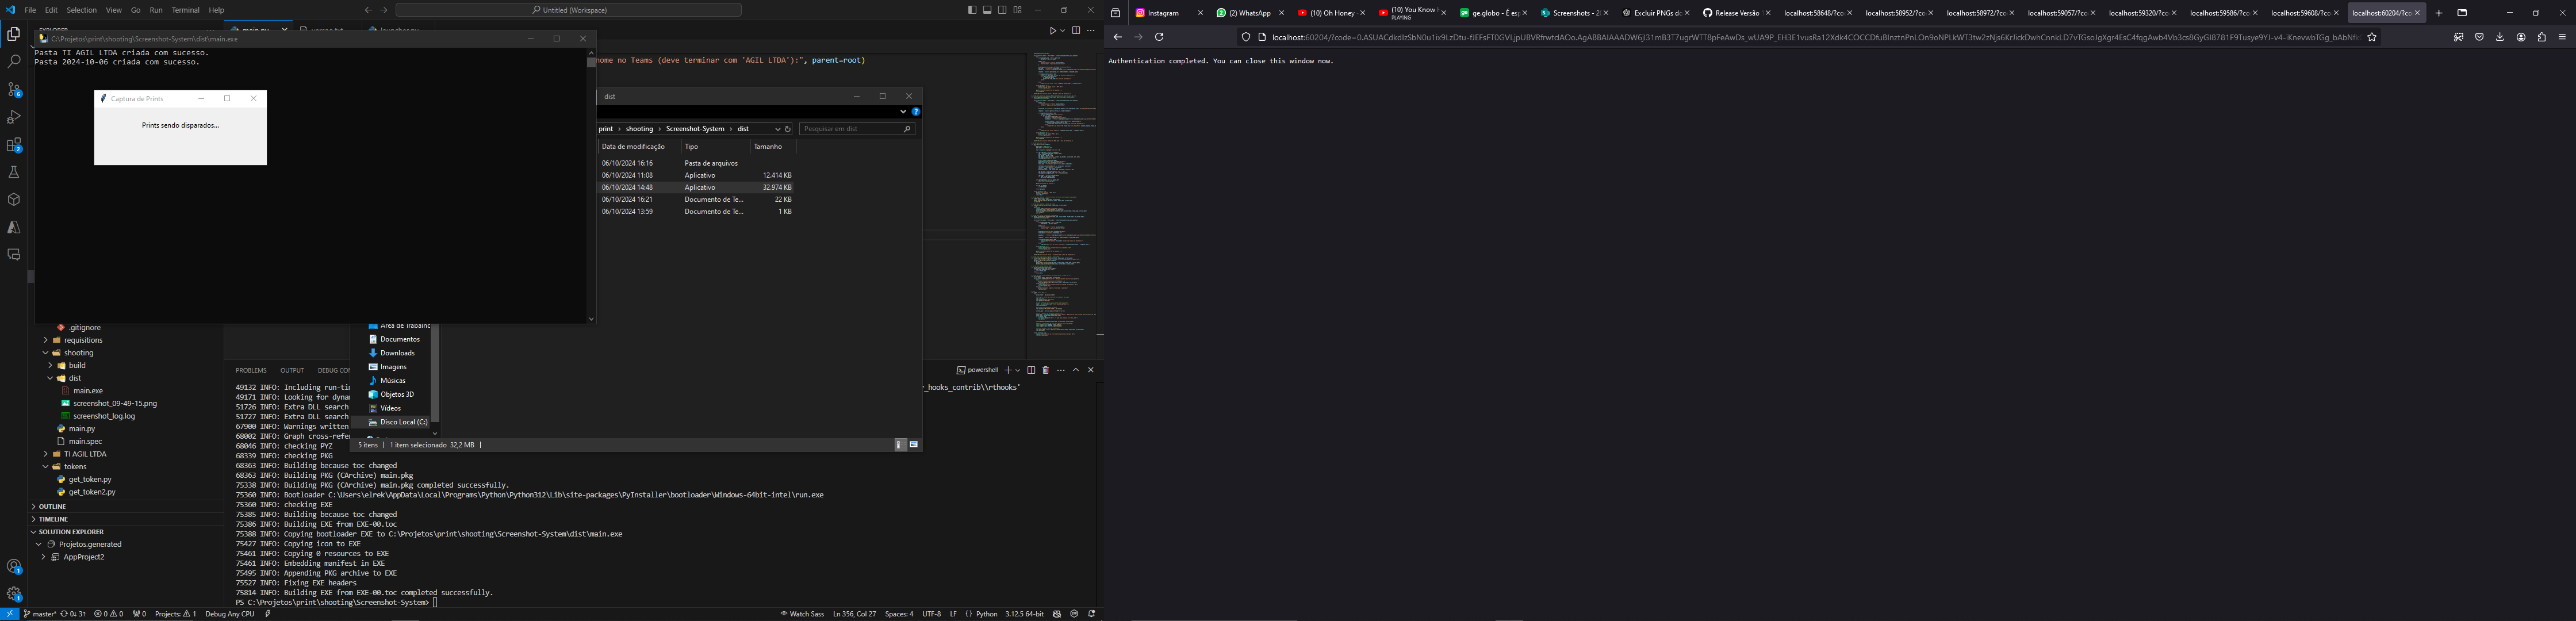 File Edit Selection View Go Run Terminal Help
Untitled (Workspace)
C:\Projetos\print\shooting\Screenshot-System\dist\main.exe
Pasta TI AGIL LTDA criada com sucesso.
Pasta 2024-10-06 criada com sucesso.
Captura de Prints
Prints sendo disparados...
nome no Teams (deve terminar com 'AGIL LTDA'):", parent=root)
dist
print > shooting > Screenshot-System > dist
Pesquisar em dist
Data de modificação Tipo Tamanho
06/10/2024 16:16 Pasta de arquivos
06/10/2024 11:08 Aplicativo 12.414 KB
06/10/2024 14:48 Aplicativo 32.974 KB
06/10/2024 16:21 Documento de Te... 22 KB
06/10/2024 13:59 Documento de Te... 1 KB
Área de Trabalho
Documentos
Downloads
Imagens
Músicas
Objetos 3D
Vídeos
Disco Local (C:)
5 itens 1 item selecionado 32,2 MB
.gitignore
requisitions
shooting
build
dist
main.exe
screenshot_09-49-15.png
screenshot_log.log
main.py
main.spec
TI AGIL LTDA
tokens
get_token.py
get_token2.py
OUTLINE
TIMELINE
SOLUTION EXPLORER
Projetos.generated
AppProject2
PROBLEMS OUTPUT DEBUG CON
powershell
49132 INFO: Including run-ti
_hooks_contrib\\rthooks'
49171 INFO: Looking for dyna
51726 INFO: Extra DLL search
51727 INFO: Extra DLL search
67900 INFO: Warnings written
68002 INFO: Graph cross-refe
68046 INFO: checking PYZ
68339 INFO: checking PKG
68363 INFO: Building because toc changed
68363 INFO: Building PKG (CArchive) main.pkg
75338 INFO: Building PKG (CArchive) main.pkg completed successfully.
75360 INFO: Bootloader C:\Users\elrek\AppData\Local\Programs\Python\Python312\Lib\site-packages\PyInstaller\bootloader\Windows-64bit-intel\run.exe
75360 INFO: checking EXE
75385 INFO: Building because toc changed
75386 INFO: Building EXE from EXE-00.toc
75388 INFO: Copying bootloader EXE to C:\Projetos\print\shooting\Screenshot-System\dist\main.exe
75427 INFO: Copying icon to EXE
75461 INFO: Copying 0 resources to EXE
75461 INFO: Embedding manifest in EXE
75495 INFO: Appending PKG archive to EXE
75527 INFO: Fixing EXE headers
75814 INFO: Building EXE from EXE-00.toc completed successfully.
PS C:\Projetos\print\shooting\Screenshot-System>
master* 0↓ 3↑ 0 0 0 Projects: 1 Debug Any CPU
Watch Sass Ln 356, Col 27 Spaces: 4 UTF-8 LF Python 3.12.5 64-bit
Instagram
(2) WhatsApp
(10) Oh Honey
(10) You Know
PLAYING
ge.globo - É esp
Screenshots - 2
Excluir PNGs do
Release Versão
localhost:58648/?co
localhost:58952/?co
localhost:58972/?co
localhost:59057/?co
localhost:59320/?co
localhost:59586/?co
localhost:59608/?co
localhost:60204/?co
Authentication completed. You can close this window now.